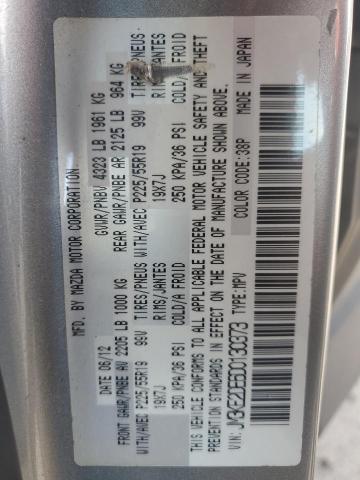 MFD. BY MAZDA MOTOR CORPORATION
DATE: 06/12 GVWR/PNBV 4323 LB 1961 KG
FRONT GAWR/PNBE AV 2205 LB 1000 KG REAR GAWR/PNBE AR 2125 LB 964 KG
WITH/AVEC P225/55R19 99V TIRES/PNEUS WITH/AVEC P225/55R19 99V TIRES/PNEUS
19X7J RIMS/JANTES 19X7J RIMS/JANTES
250 KPA/36 PSI COLD/A FROID 250 KPA/36 PSI COLD/ FROID
THIS VEHICLE CONFORMS TO ALL APPLICABLE FEDERAL MOTOR VEHICLE SAFETY AND THEFT
PREVENTION STANDARDS IN EFFECT ON THE DATE OF MANUFACTURE SHOWN ABOVE.
VIN: TYPE: MPV COLOR CODE: 38P MADE IN JAPAN